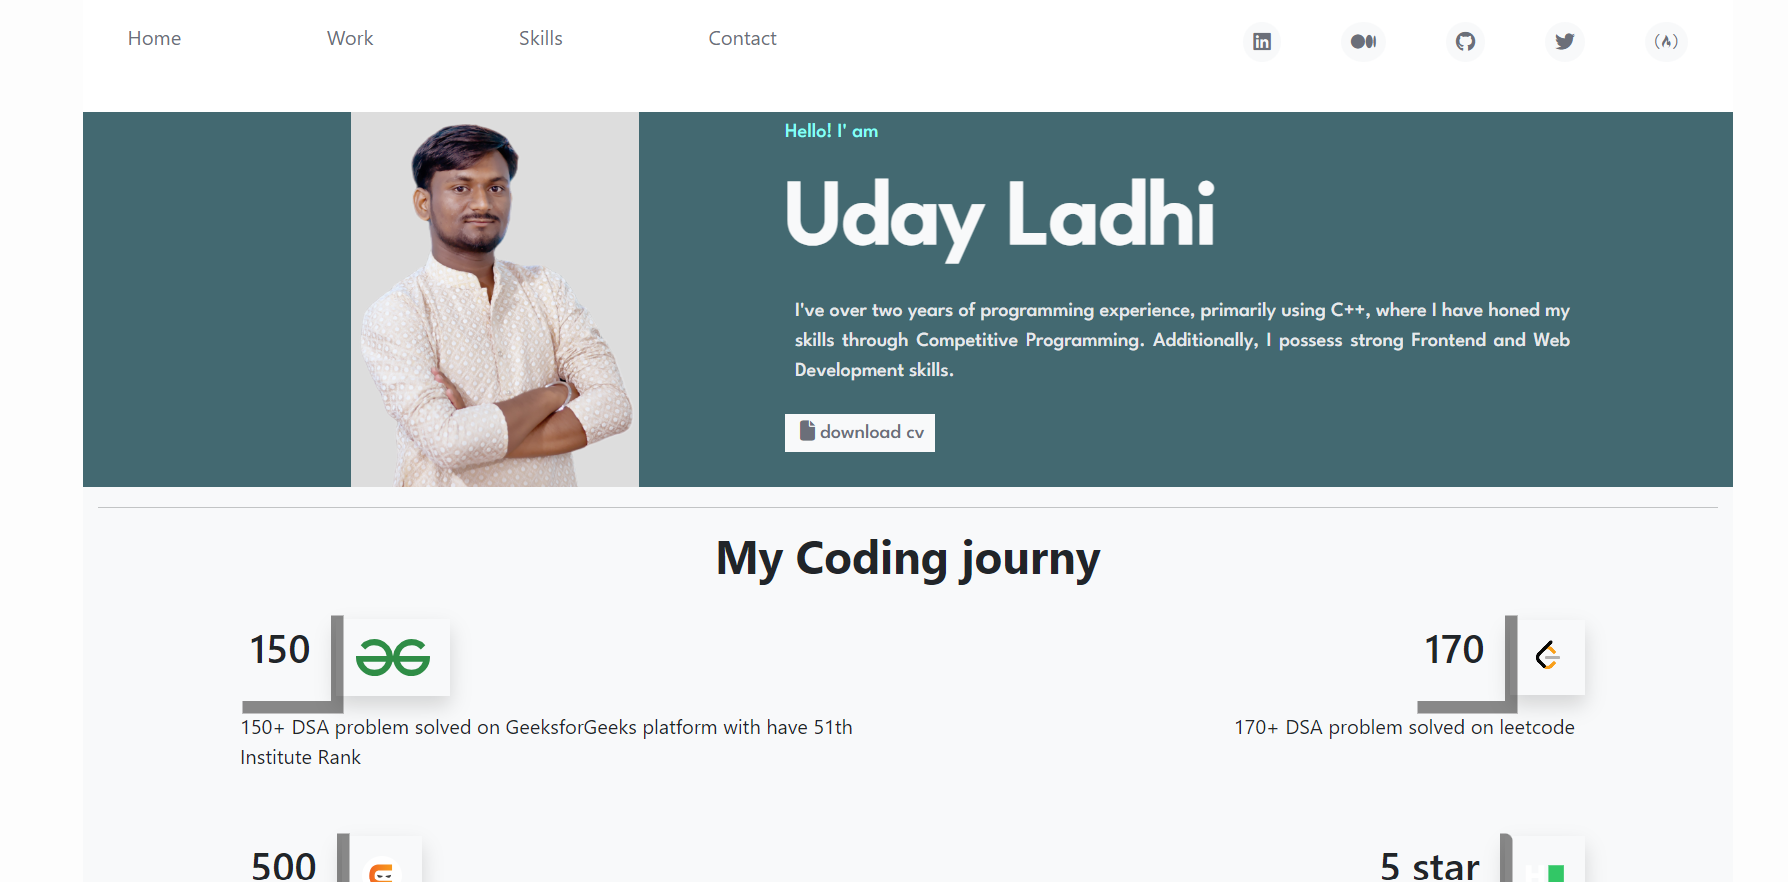 Home Work Skills Contact
Hello! I' am
Uday Ladhi
I've over two years of programming experience, primarily using C++, where I have honed my
skills through Competitive Programming. Additionally, I possess strong Frontend and Web
Development skills.
download cv
My Coding journy
150
150+ DSA problem solved on GeeksforGeeks platform with have 51th
Institute Rank
170
170+ DSA problem solved on leetcode
500
5 star